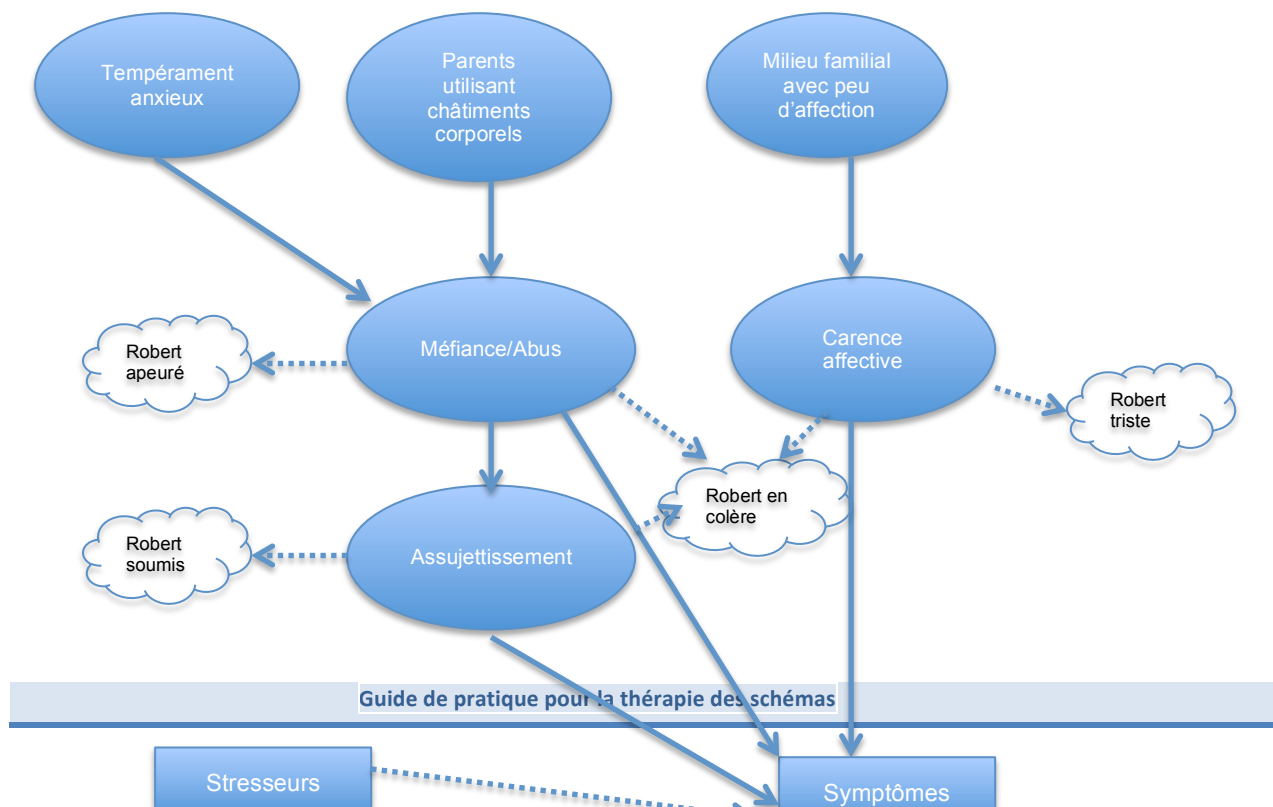 Tempérament
anxieux
Parents
utilisant
châtiments
corporels
Milieu familial
avec peu
d'affection
Robert
apeuré
Méfiance/Abus
Carence
affective
Robert
triste
Robert en
colère
Robert
soumis
Assujettissement
Guide de pratique pour la thérapie des schémas
Stresseurs
Symptômes